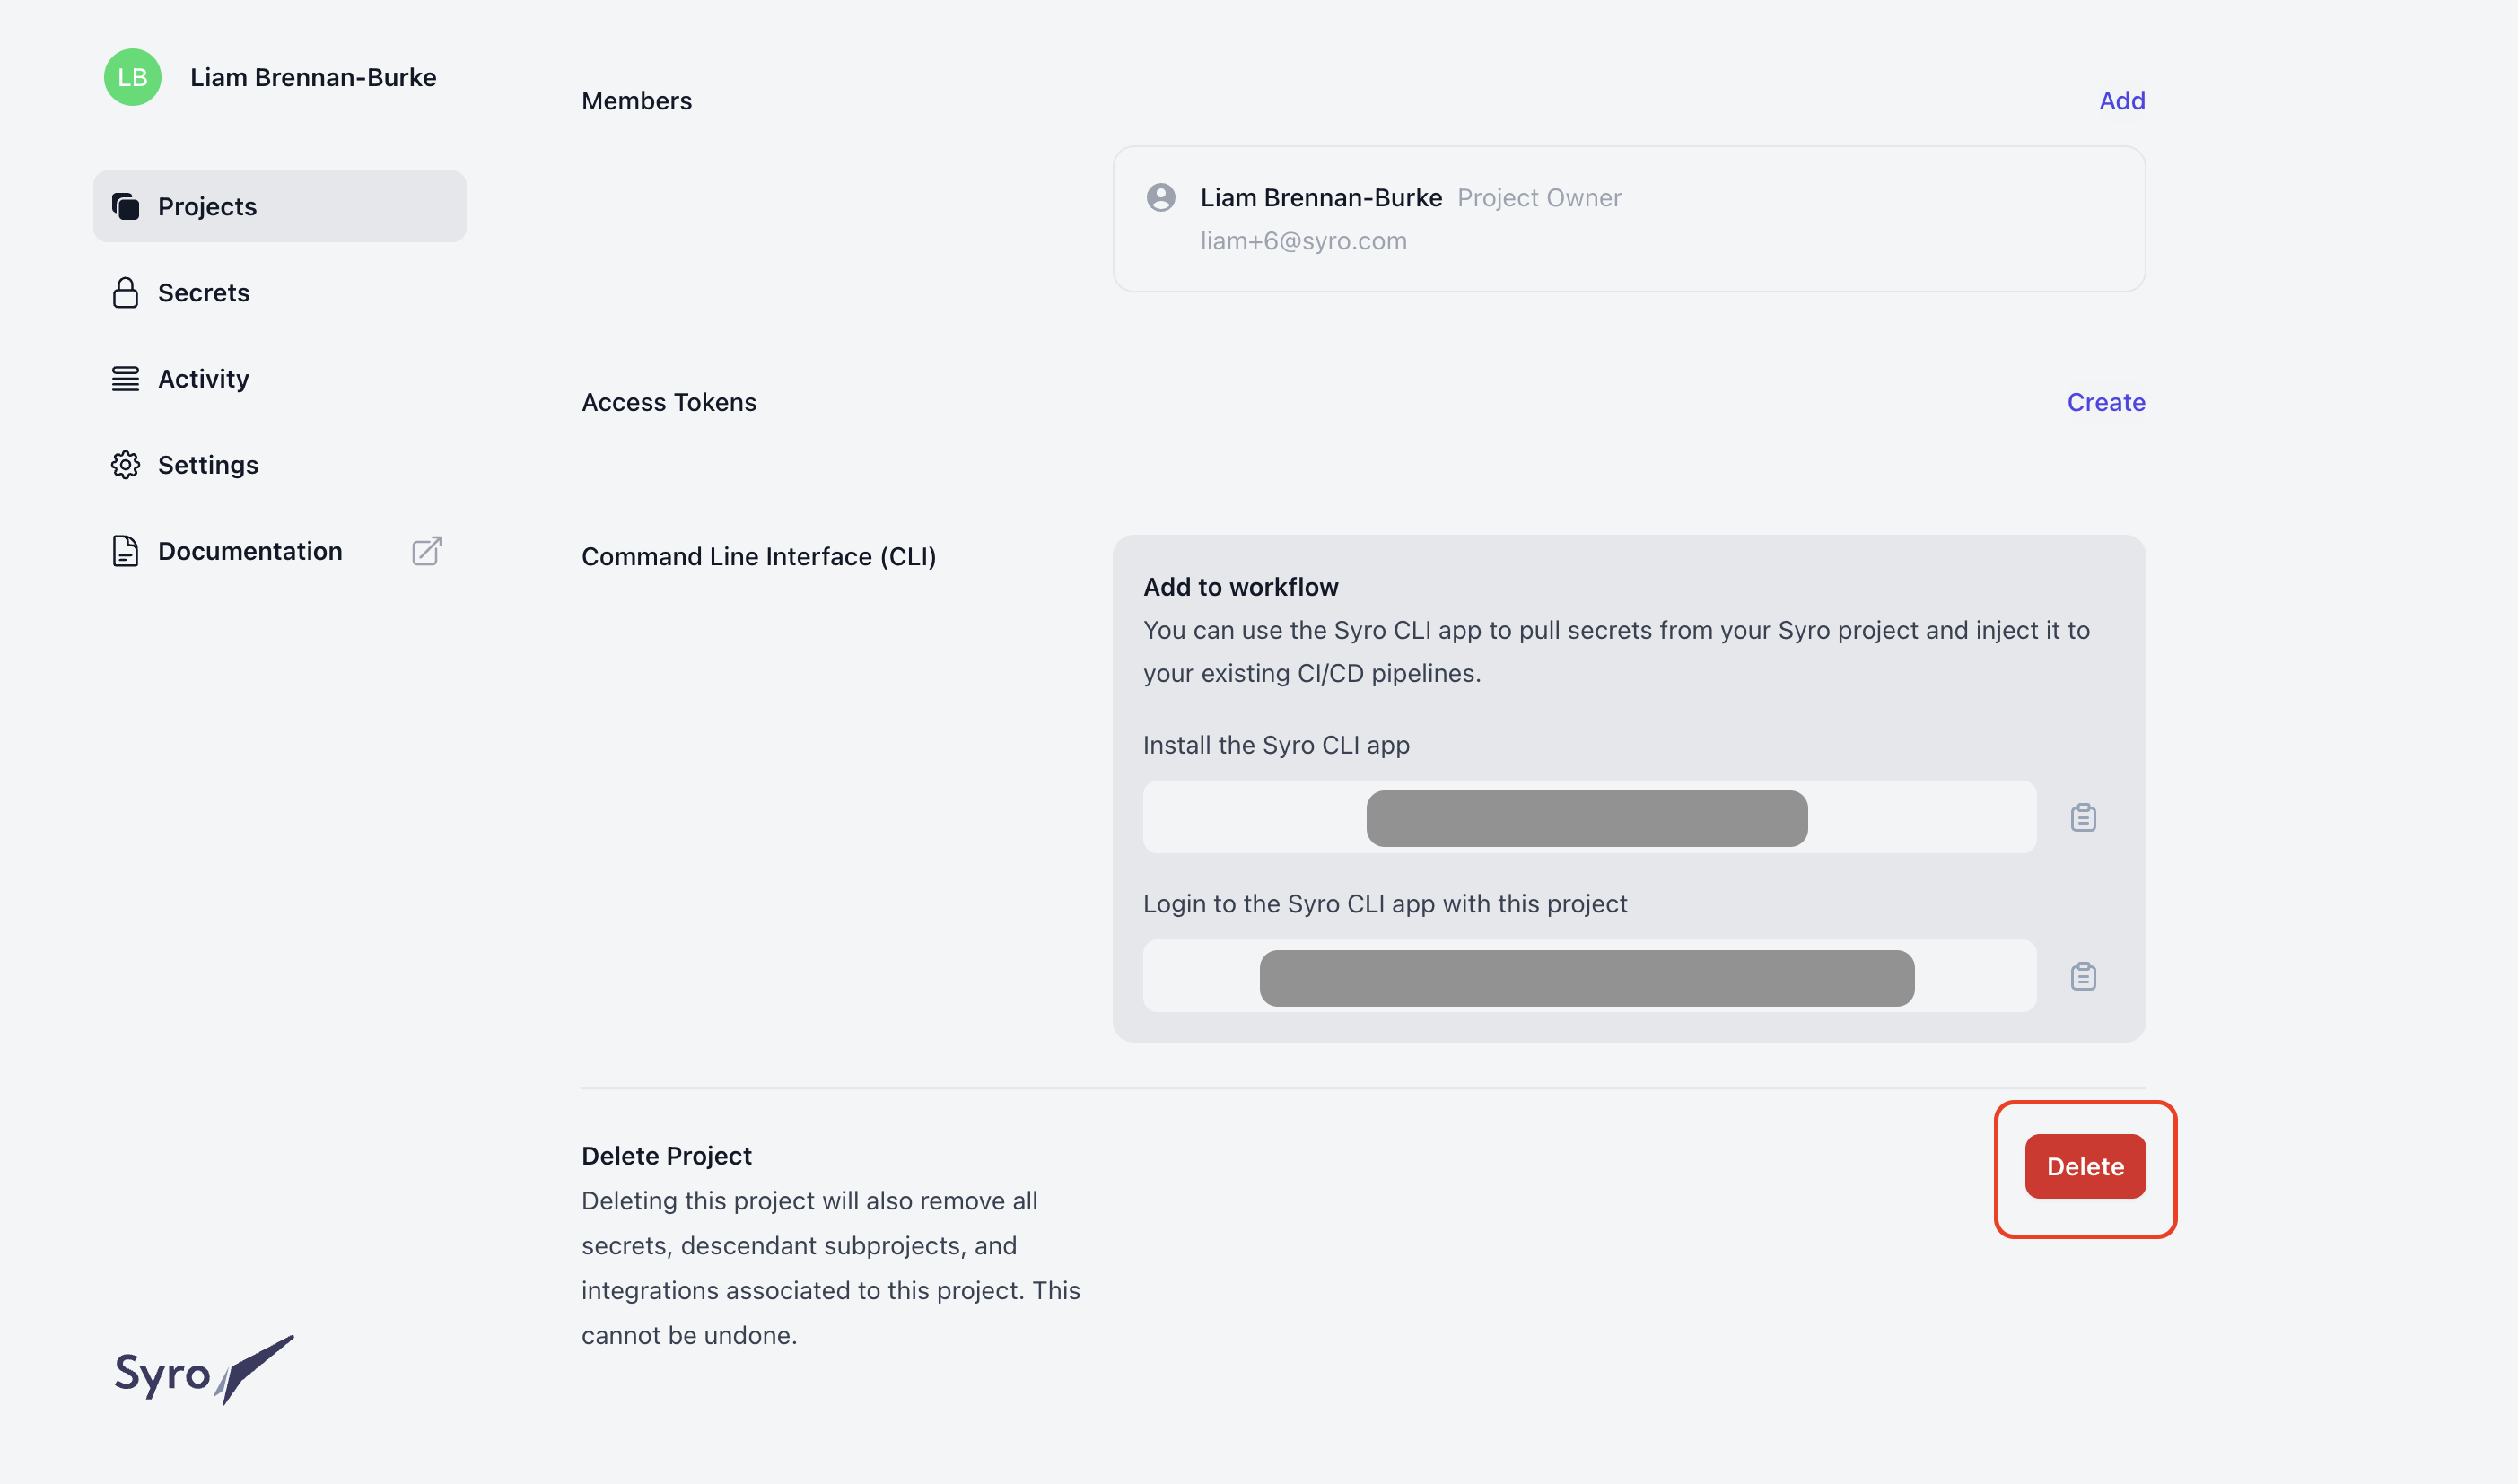 LB Liam Brennan-Burke
Projects
Secrets
Activity
Settings
Documentation
Syro
Members Add
Liam Brennan-Burke Project Owner
liam+6@syro.com
Access Tokens Create
Command Line Interface (CLI)
Add to workflow
You can use the Syro CLI app to pull secrets from your Syro project and inject it to
your existing CI/CD pipelines.
Install the Syro CLI app
Login to the Syro CLI app with this project
Delete Project
Delete
Deleting this project will also remove all
secrets, descendant subprojects, and
integrations associated to this project. This
cannot be undone.